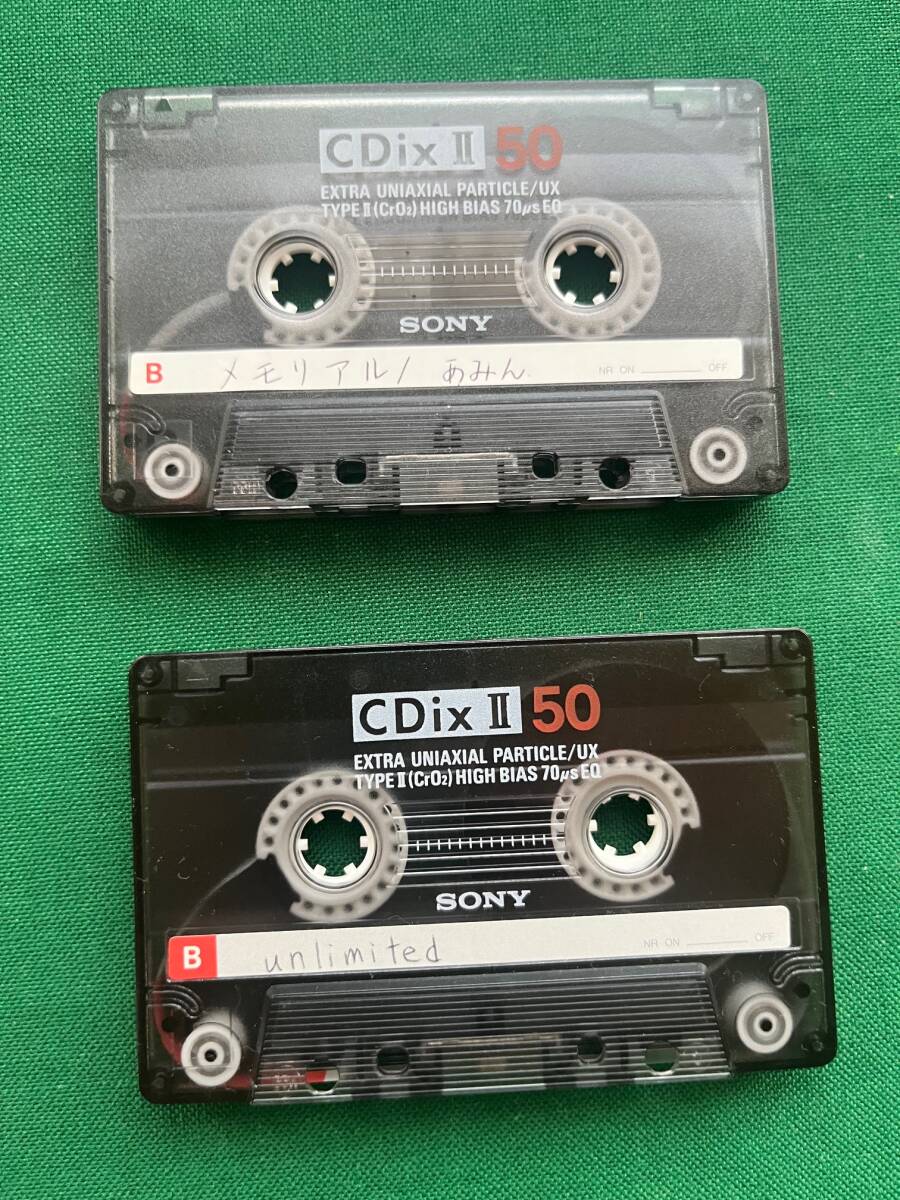 CDix II 50
EXTRA UNIAXIAL PARTICLE/UX
TYPE II (CrO₂) HIGH BIAS 70μs EQ
SONY
B メモリアル/ あみん. NR ON ________ OFF
CDix II 50
EXTRA UNIAXIAL PARTICLE/UX
TYPE II (CrO₂) HIGH BIAS 70μs EQ
SONY
B unlimited NR ON ________ OFF